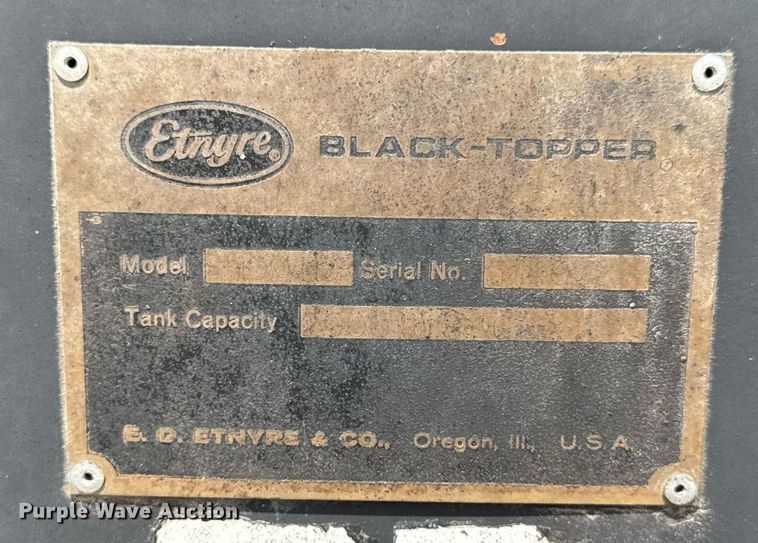 Etnyre® BLACK-TOPPER®
Model Serial No.
Tank Capacity
E. D. ETNYRE & CO., Oregon, Ill., U.S.A
Purple Wave Auction